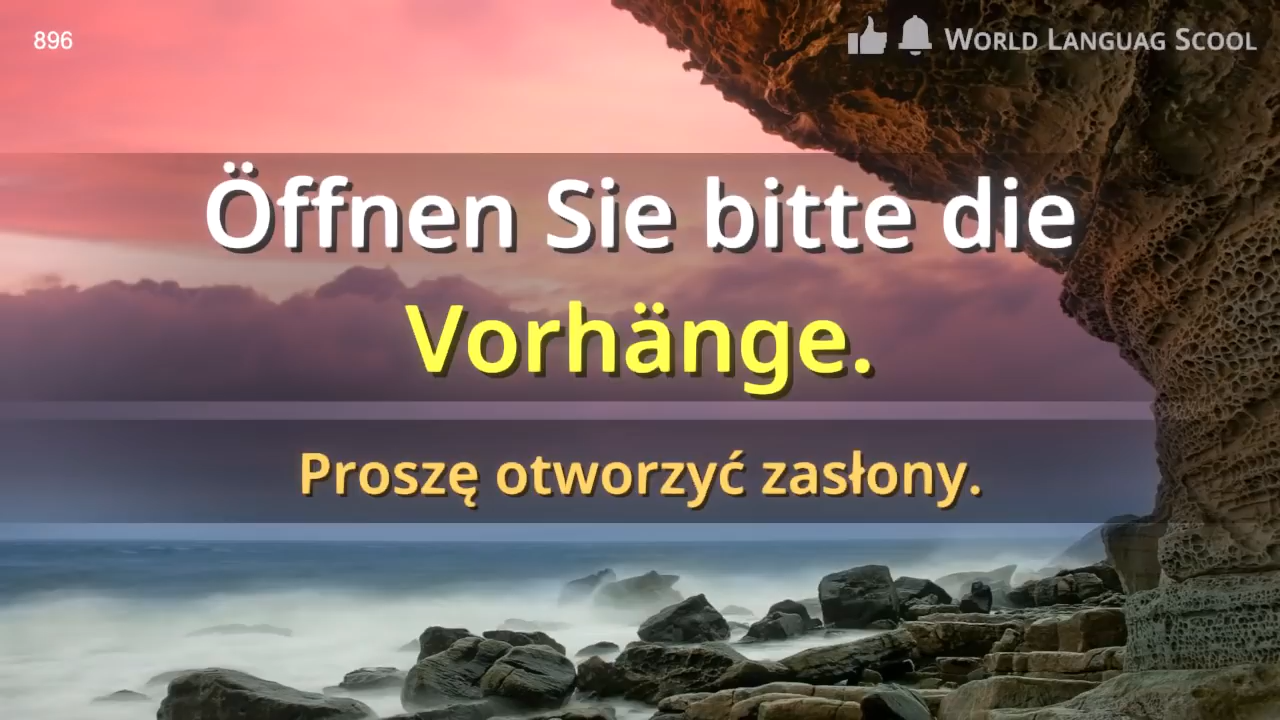 896
World Languag Scool
Öffnen Sie bitte die
Vorhänge.
Proszę otworzyć zasłony.